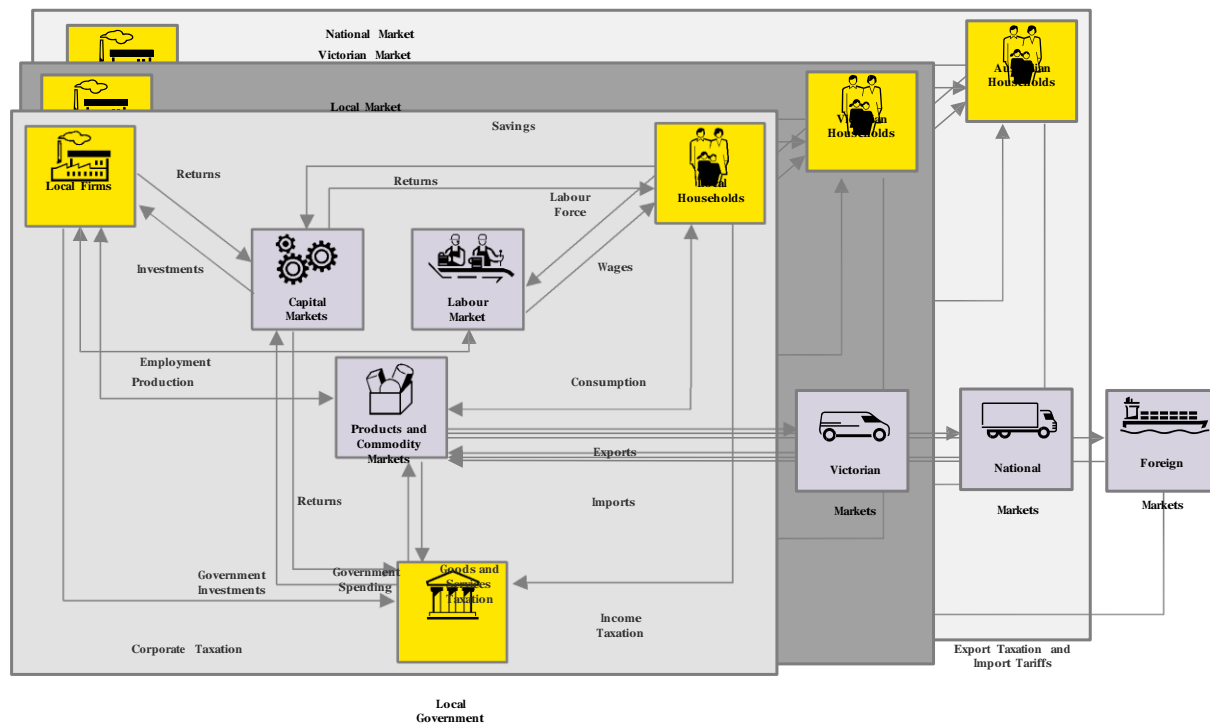 National Market
Victorian Market
Local Market
Australian
Households
Victorian
Households
Savings
Local Firms
Returns
Returns
Labour
Force
Local
Households
Investments
Wages
Capital
Markets
Labour
Market
Employment
Production
Consumption
Products and
Commodity
Markets
Exports
Victorian
Markets
National
Markets
Foreign
Markets
Returns
Imports
Government
Investments
Government
Spending
Goods and
Services
Taxation
Income
Taxation
Corporate Taxation
Export Taxation and
Import Tariffs
Local
Government